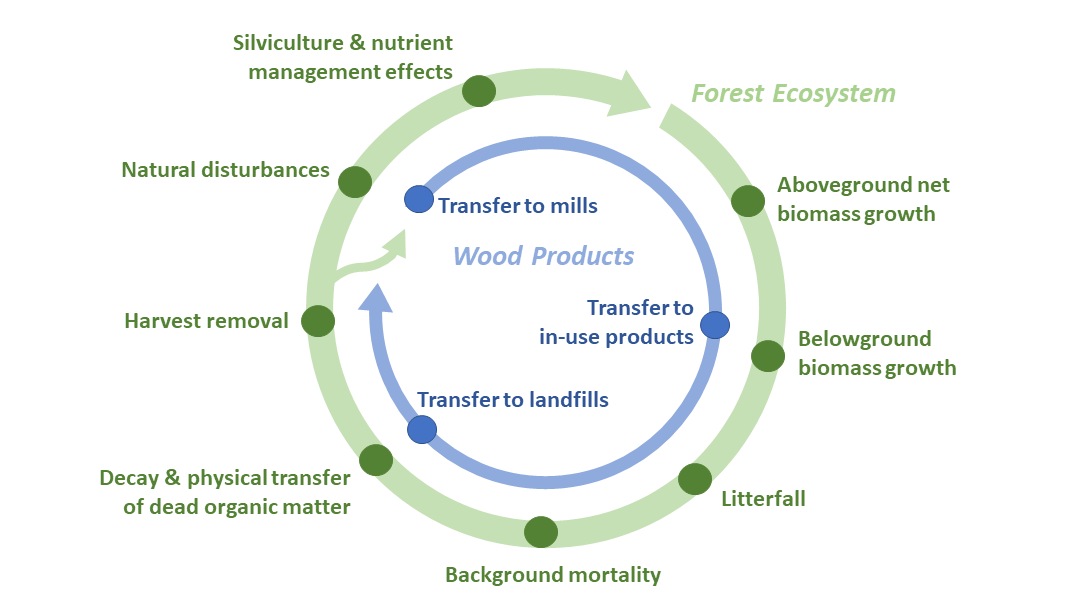 Silviculture & nutrient
management effects
Forest Ecosystem
Natural disturbances
Aboveground net
biomass growth
Transfer to mills
Wood Products
Transfer to
in-use products
Harvest removal
Belowground
biomass growth
Transfer to landfills
Decay & physical transfer
of dead organic matter
Litterfall
Background mortality